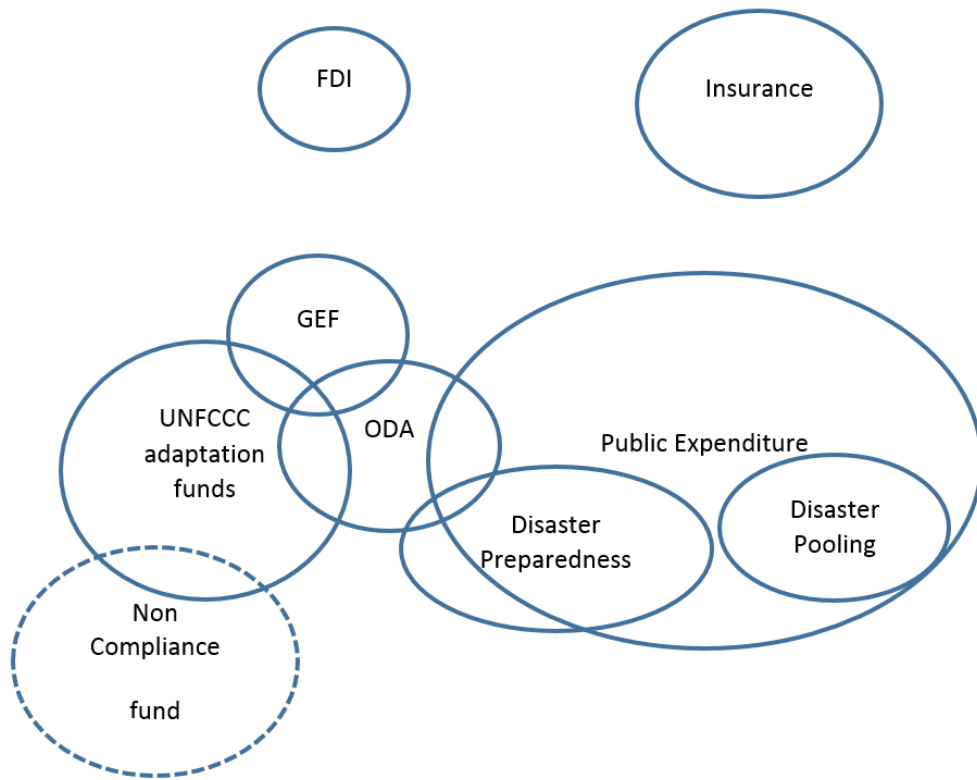 FDI
Insurance
GEF
UNFCCC
adaptation
funds
ODA
Public Expenditure
Disaster
Preparedness
Disaster
Pooling
Non
Compliance
fund